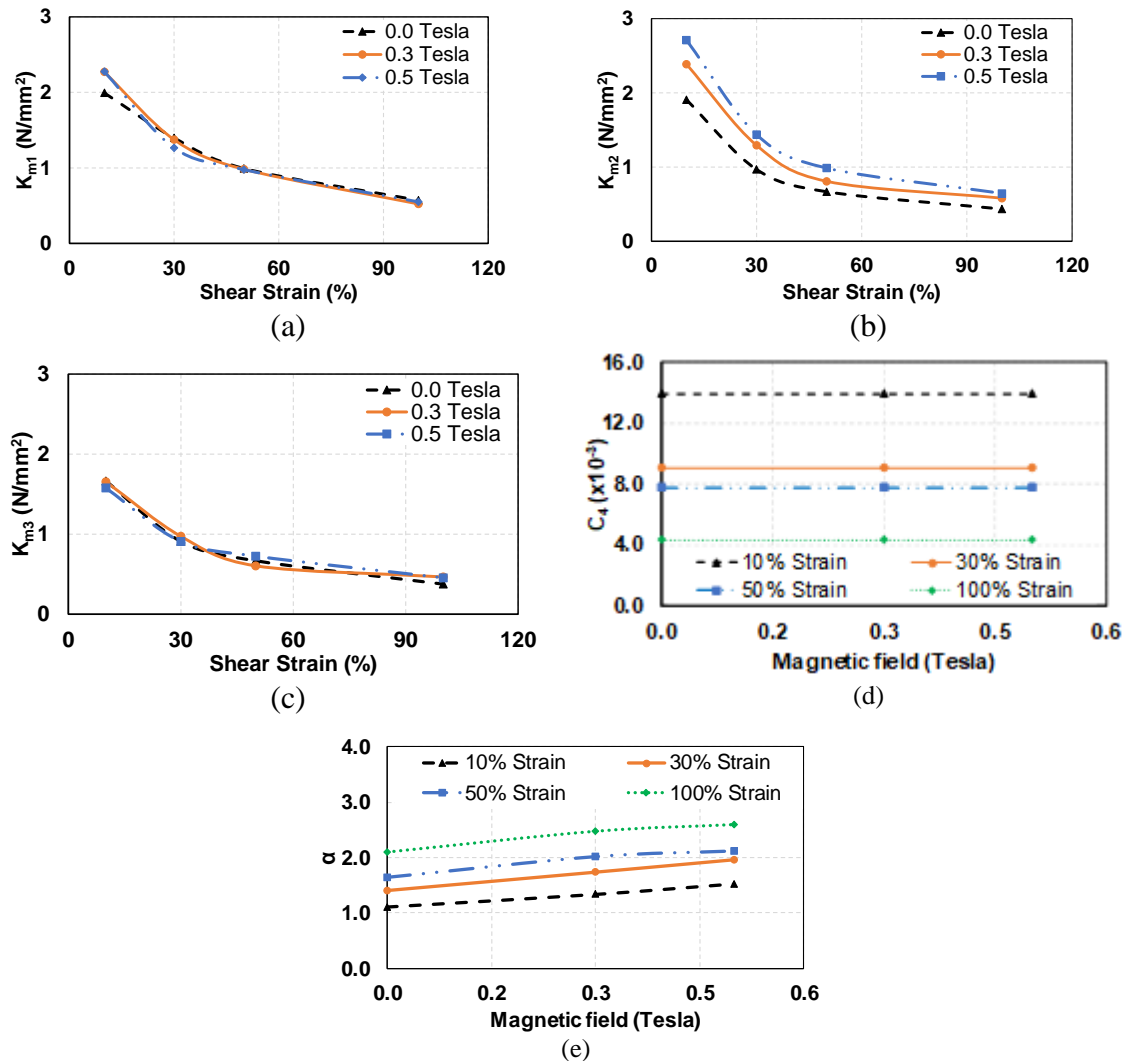 3
2
1
0
0 30 60 90 120
K_m1 (N/mm²)
Shear Strain (%)
0.0 Tesla
0.3 Tesla
0.5 Tesla
(a)
3
2
1
0
0 30 60 90 120
K_m2 (N/mm²)
Shear Strain (%)
0.0 Tesla
0.3 Tesla
0.5 Tesla
(b)
3
2
1
0
0 30 60 90 120
K_m3 (N/mm²)
Shear Strain (%)
0.0 Tesla
0.3 Tesla
0.5 Tesla
(c)
16.0
12.0
8.0
4.0
0.0
0.0 0.2 0.3 0.5 0.6
C₄ (x10⁻³)
10% Strain 30% Strain
50% Strain 100% Strain
Magnetic field (Tesla)
(d)
4.0
3.0
2.0
1.0
0.0
0.0 0.2 0.3 0.5 0.6
α
10% Strain 30% Strain
50% Strain 100% Strain
Magnetic field (Tesla)
(e)